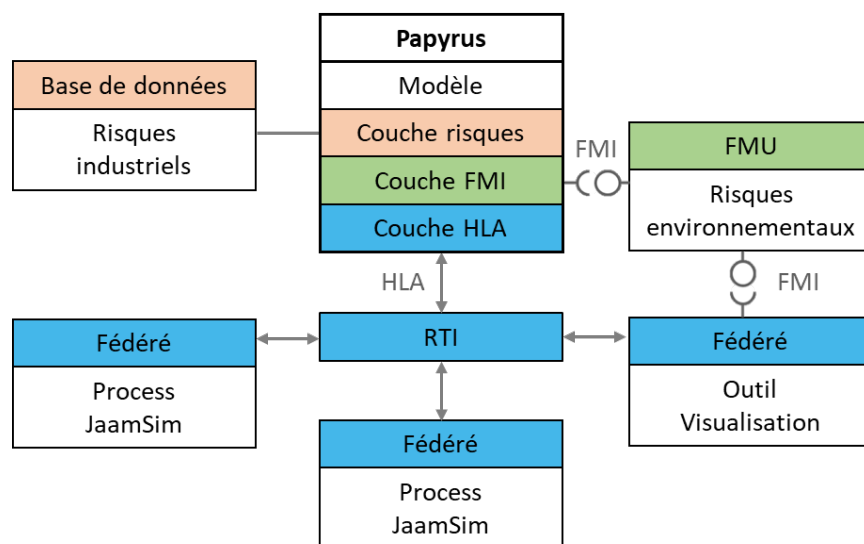 Papyrus
Modèle
Couche risques
Couche FMI
Couche HLA
Base de données
Risques
industriels
FMI
FMU
Risques
environnementaux
FMI
HLA
RTI
Fédéré
Process
JaamSim
Fédéré
Process
JaamSim
Fédéré
Outil
Visualisation